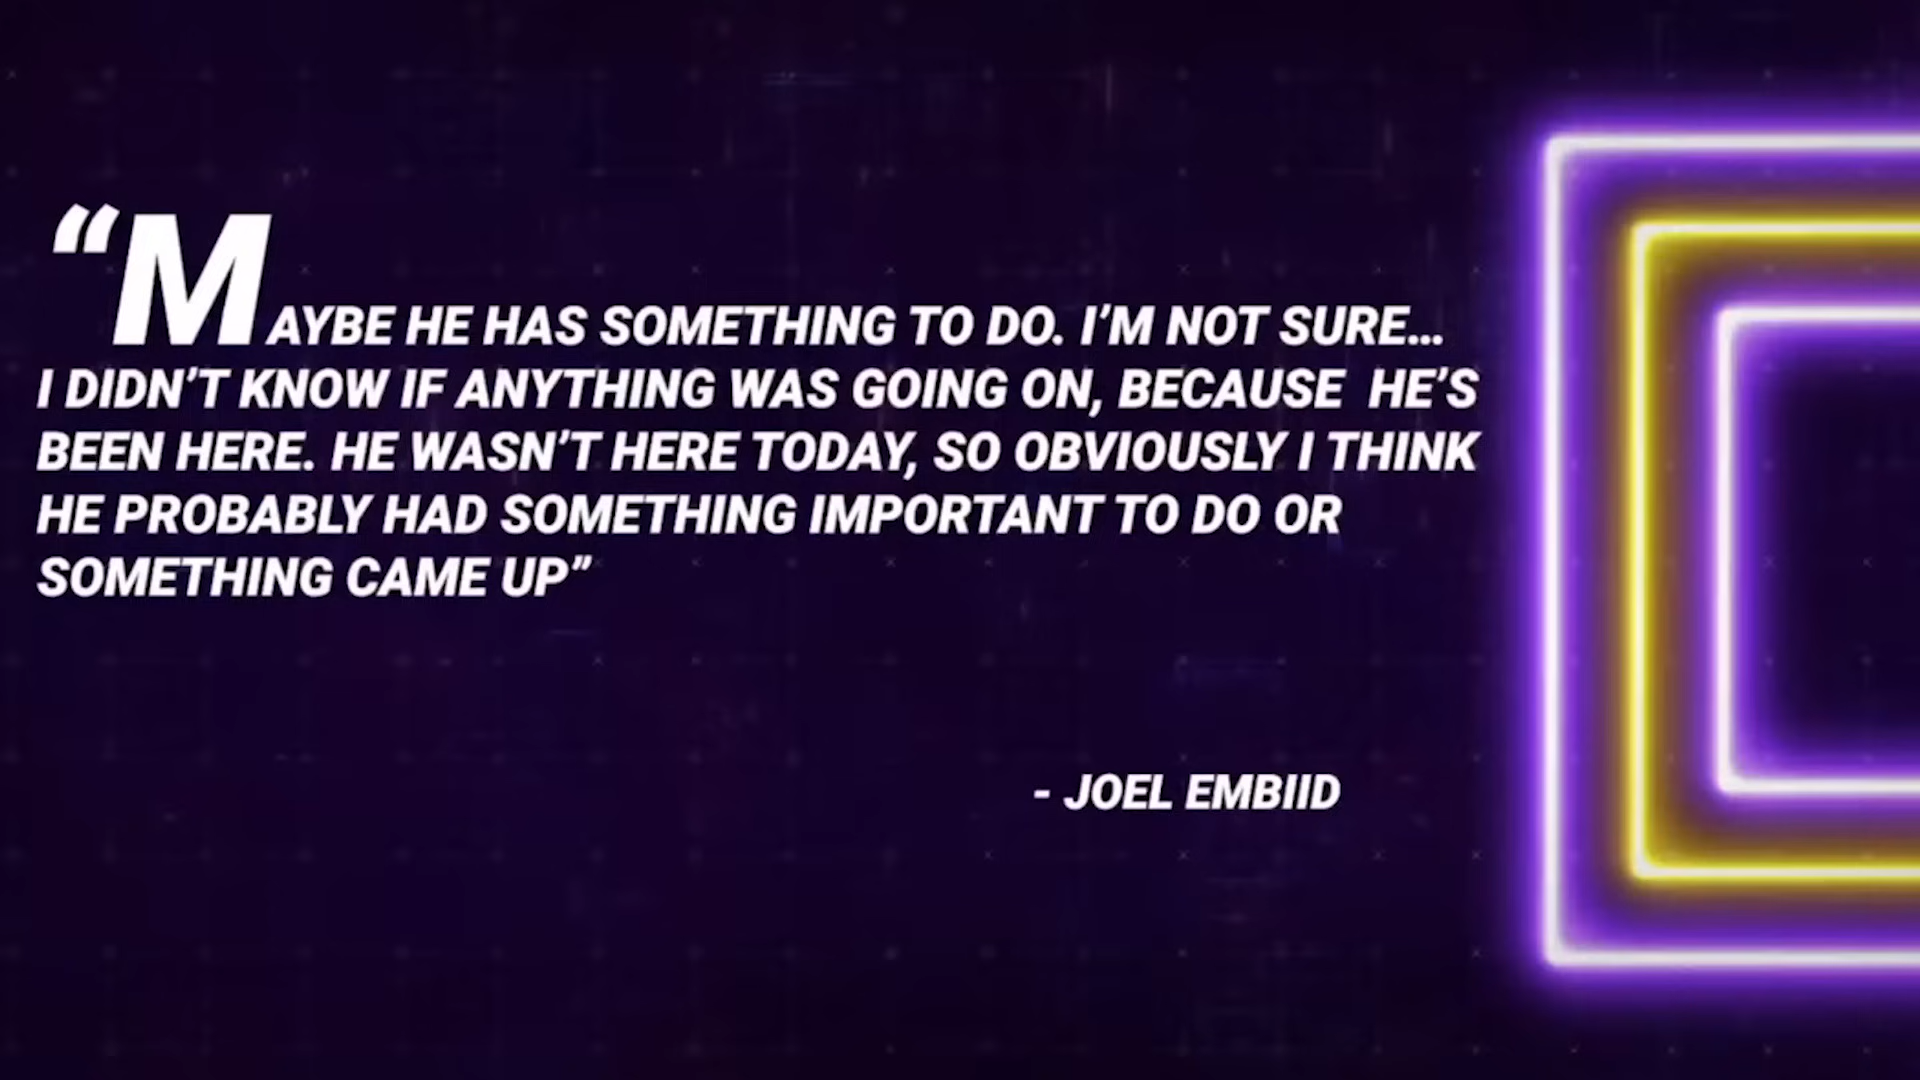 “MAYBE HE HAS SOMETHING TO DO. I’M NOT SURE...
I DIDN’T KNOW IF ANYTHING WAS GOING ON, BECAUSE HE’S
BEEN HERE. HE WASN’T HERE TODAY, SO OBVIOUSLY I THINK
HE PROBABLY HAD SOMETHING IMPORTANT TO DO OR
SOMETHING CAME UP”
- JOEL EMBIID